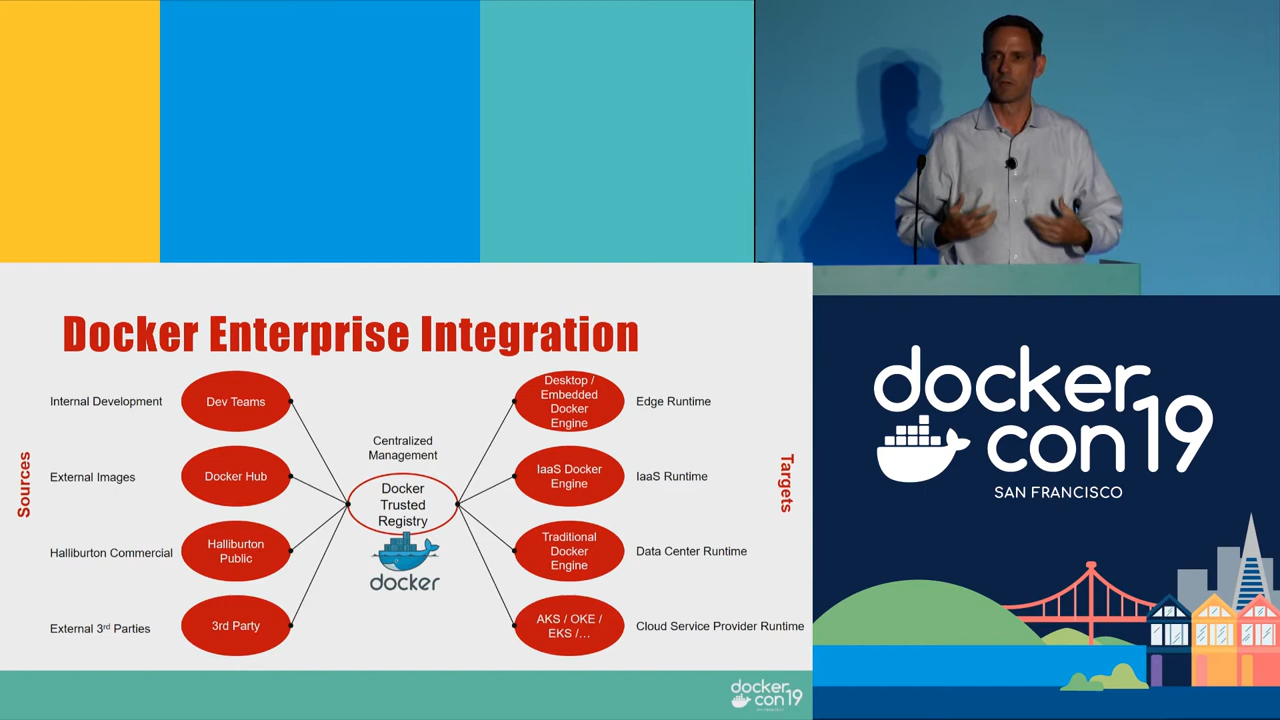 Docker Enterprise Integration
Sources
Internal Development
Dev Teams
External Images
Docker Hub
Halliburton Commercial
Halliburton
Public
External 3rd Parties
3rd Party
Centralized
Management
Docker
Trusted
Registry
docker
Desktop /
Embedded
Docker
Engine
Edge Runtime
IaaS Docker
Engine
IaaS Runtime
Traditional
Docker
Engine
Data Center Runtime
AKS / OKE /
EKS /...
Cloud Service Provider Runtime
Targets
docker
con19
SAN FRANCISCO
docker
con 19
SAN FRANCISCO